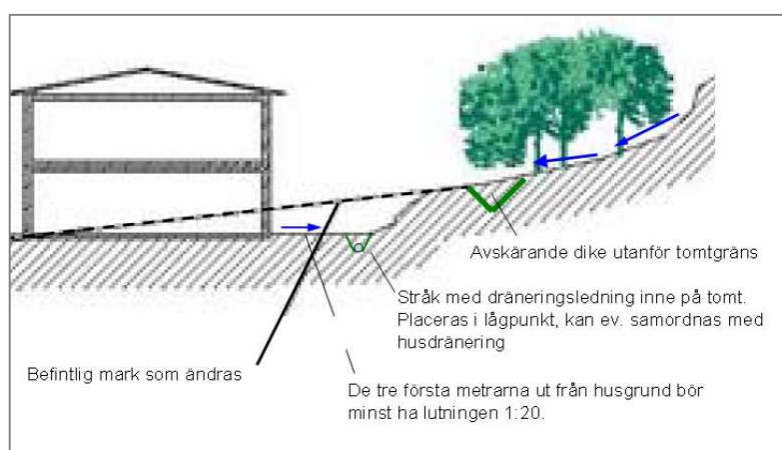 Avskärande dike utanför tomtgräns
Stråk med dräneringsledning inne på tomt.
Placeras i lågpunkt, kan ev. samordnas med
husdränering
Befintlig mark som ändras
De tre första metrarna ut från husgrund bör
minst ha lutningen 1:20.